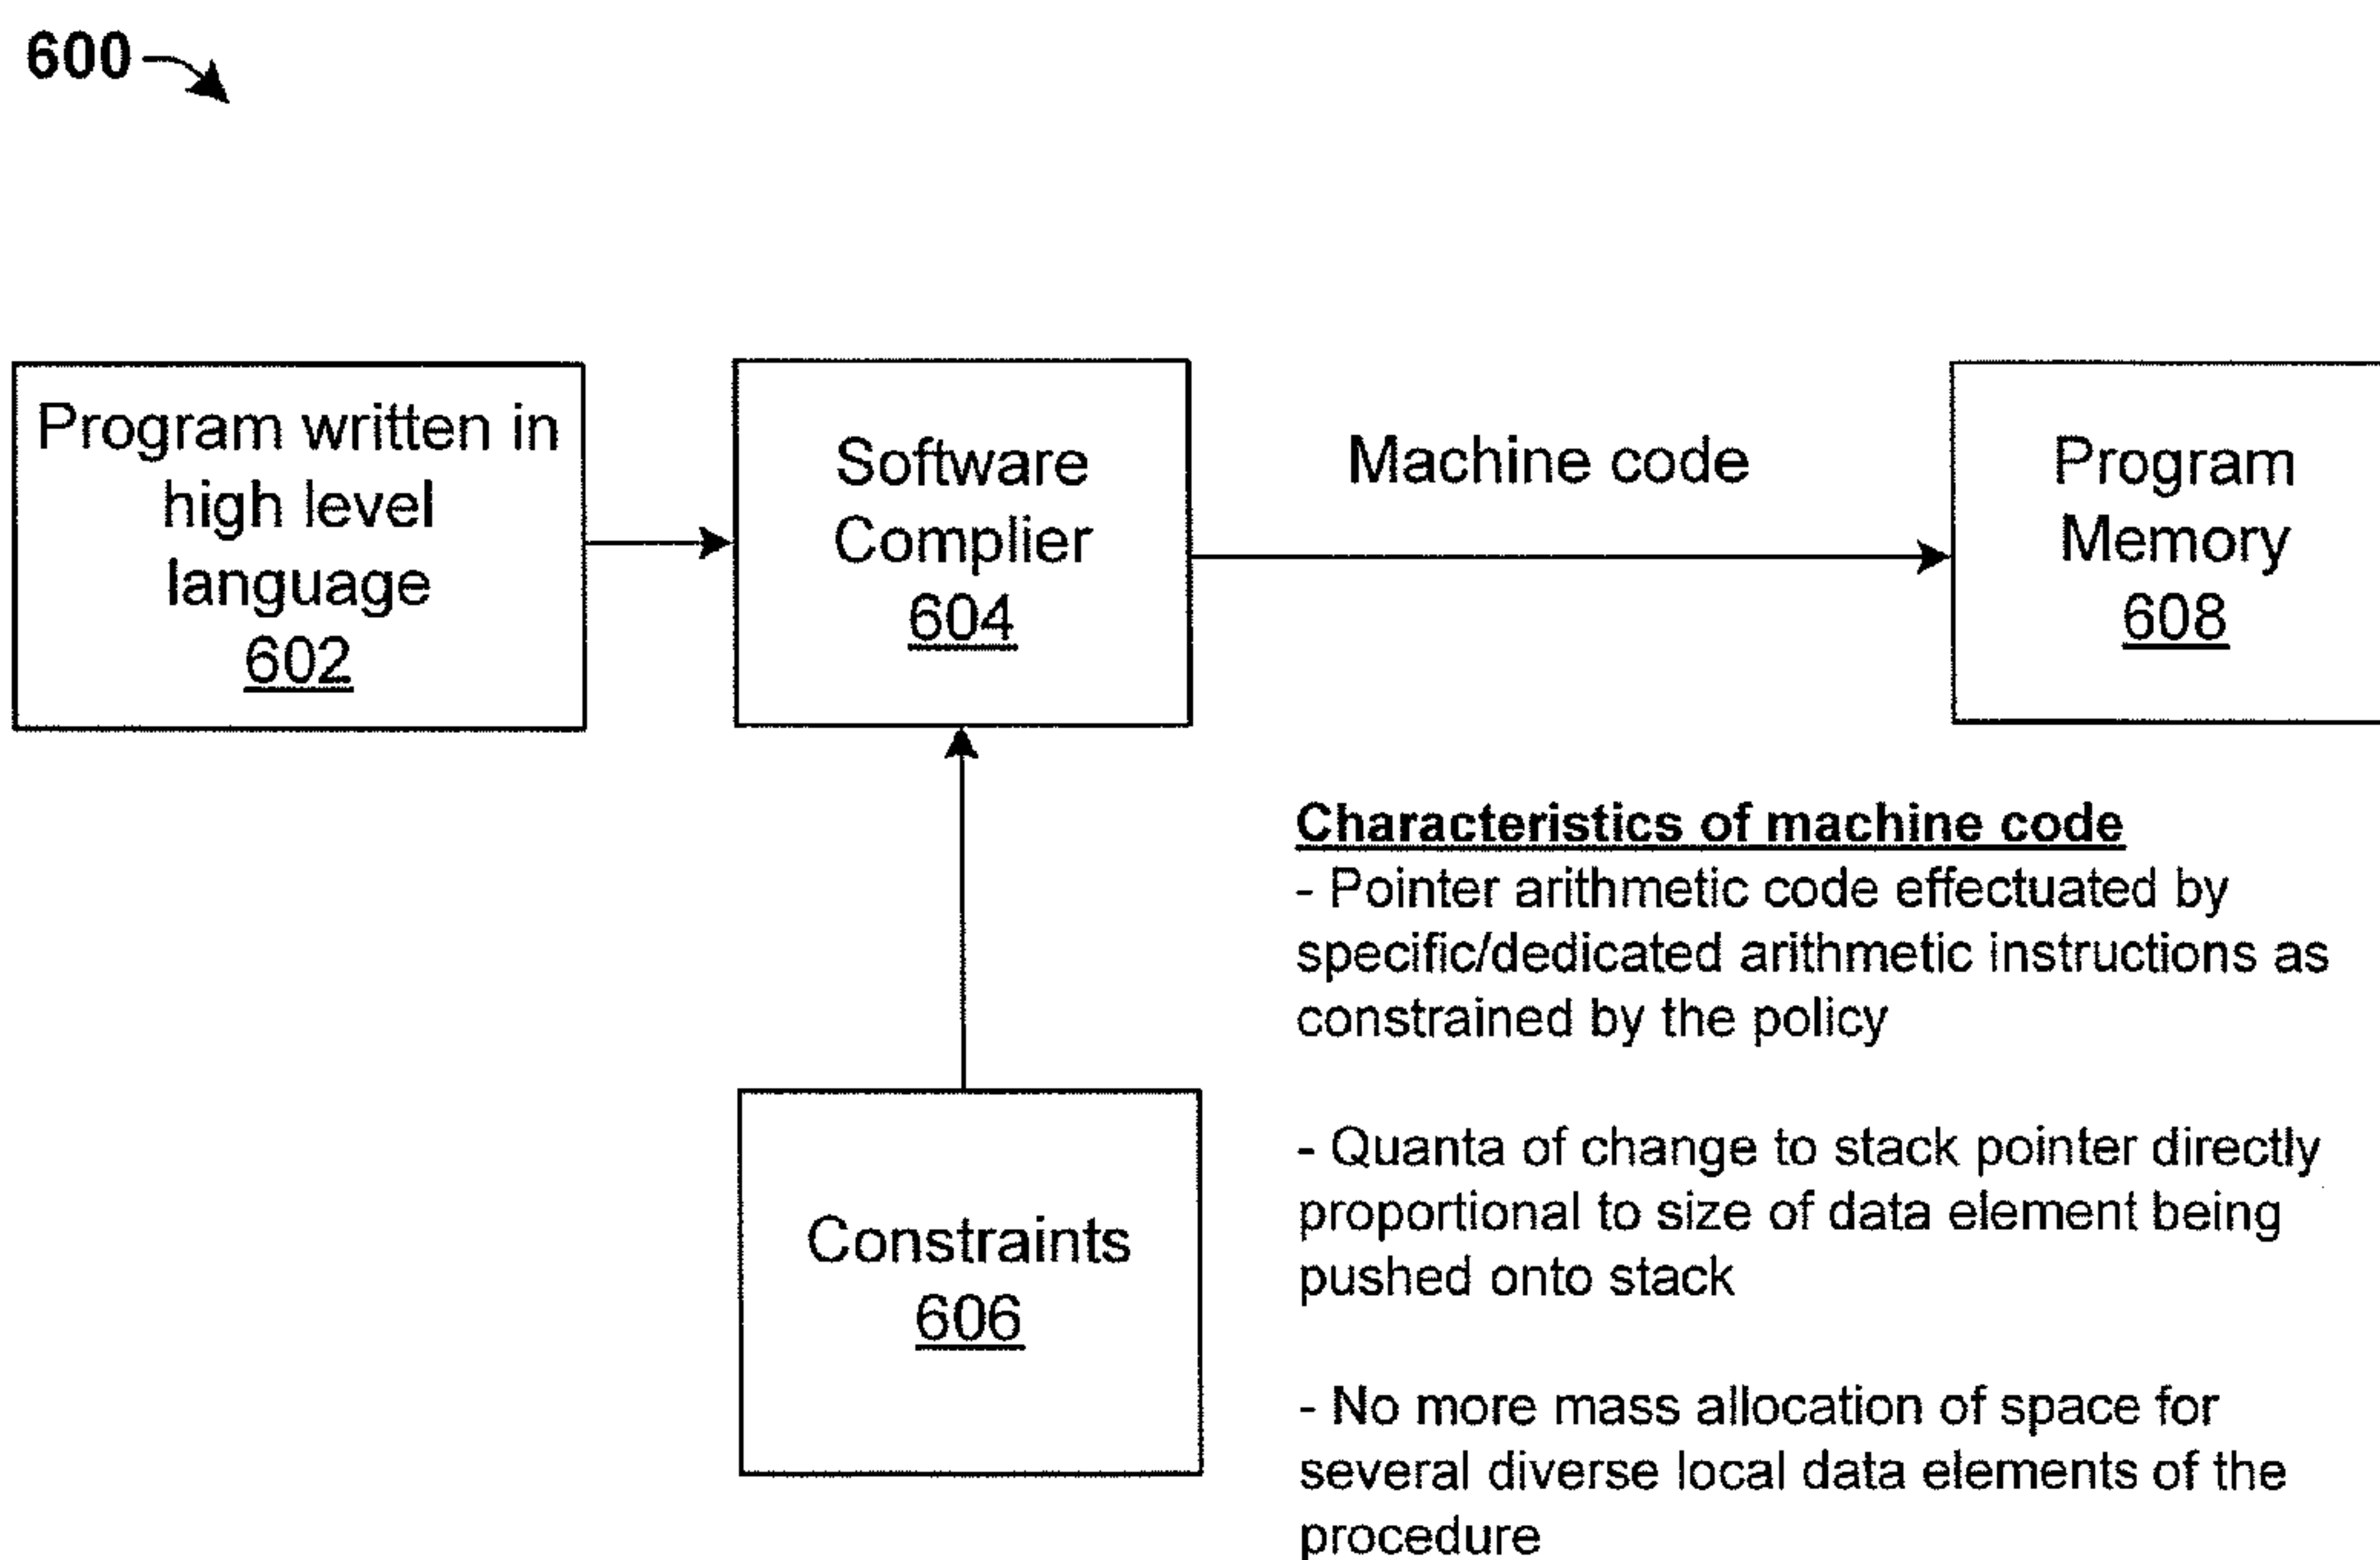 600
Program written in
high level
language
602
Software
Complier
604
Machine code
Program
Memory
608
Constraints
606
Characteristics of machine code
- Pointer arithmetic code effectuated by
specific/dedicated arithmetic instructions as
constrained by the policy
- Quanta of change to stack pointer directly
proportional to size of data element being
pushed onto stack
- No more mass allocation of space for
several diverse local data elements of the
procedure